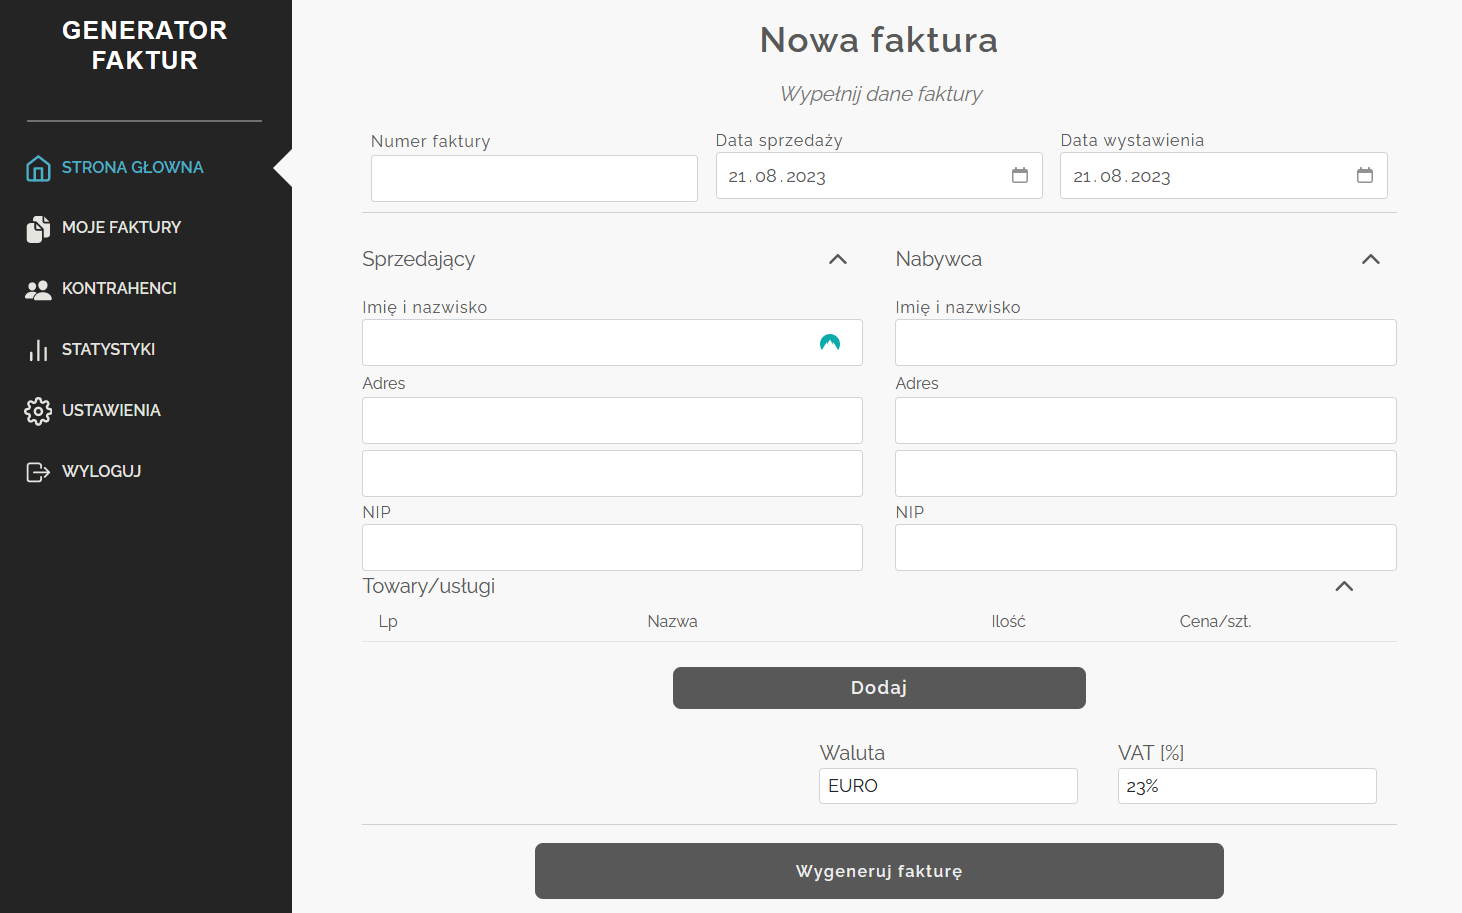 GENERATOR
FAKTUR
STRONA GŁOWNA
MOJE FAKTURY
KONTRAHENCI
STATYSTYKI
USTAWIENIA
WYLOGUJ
Nowa faktura
Wypełnij dane faktury
Numer faktury
Data sprzedaży
Data wystawienia
21.08.2023
21.08.2023
Sprzedający
Nabywca
Imię i nazwisko
Imię i nazwisko
Adres
Adres
NIP
NIP
Towary/usługi
Lp Nazwa Ilość Cena/szt.
Dodaj
Waluta
VAT [%]
EURO
23%
Wygeneruj fakturę